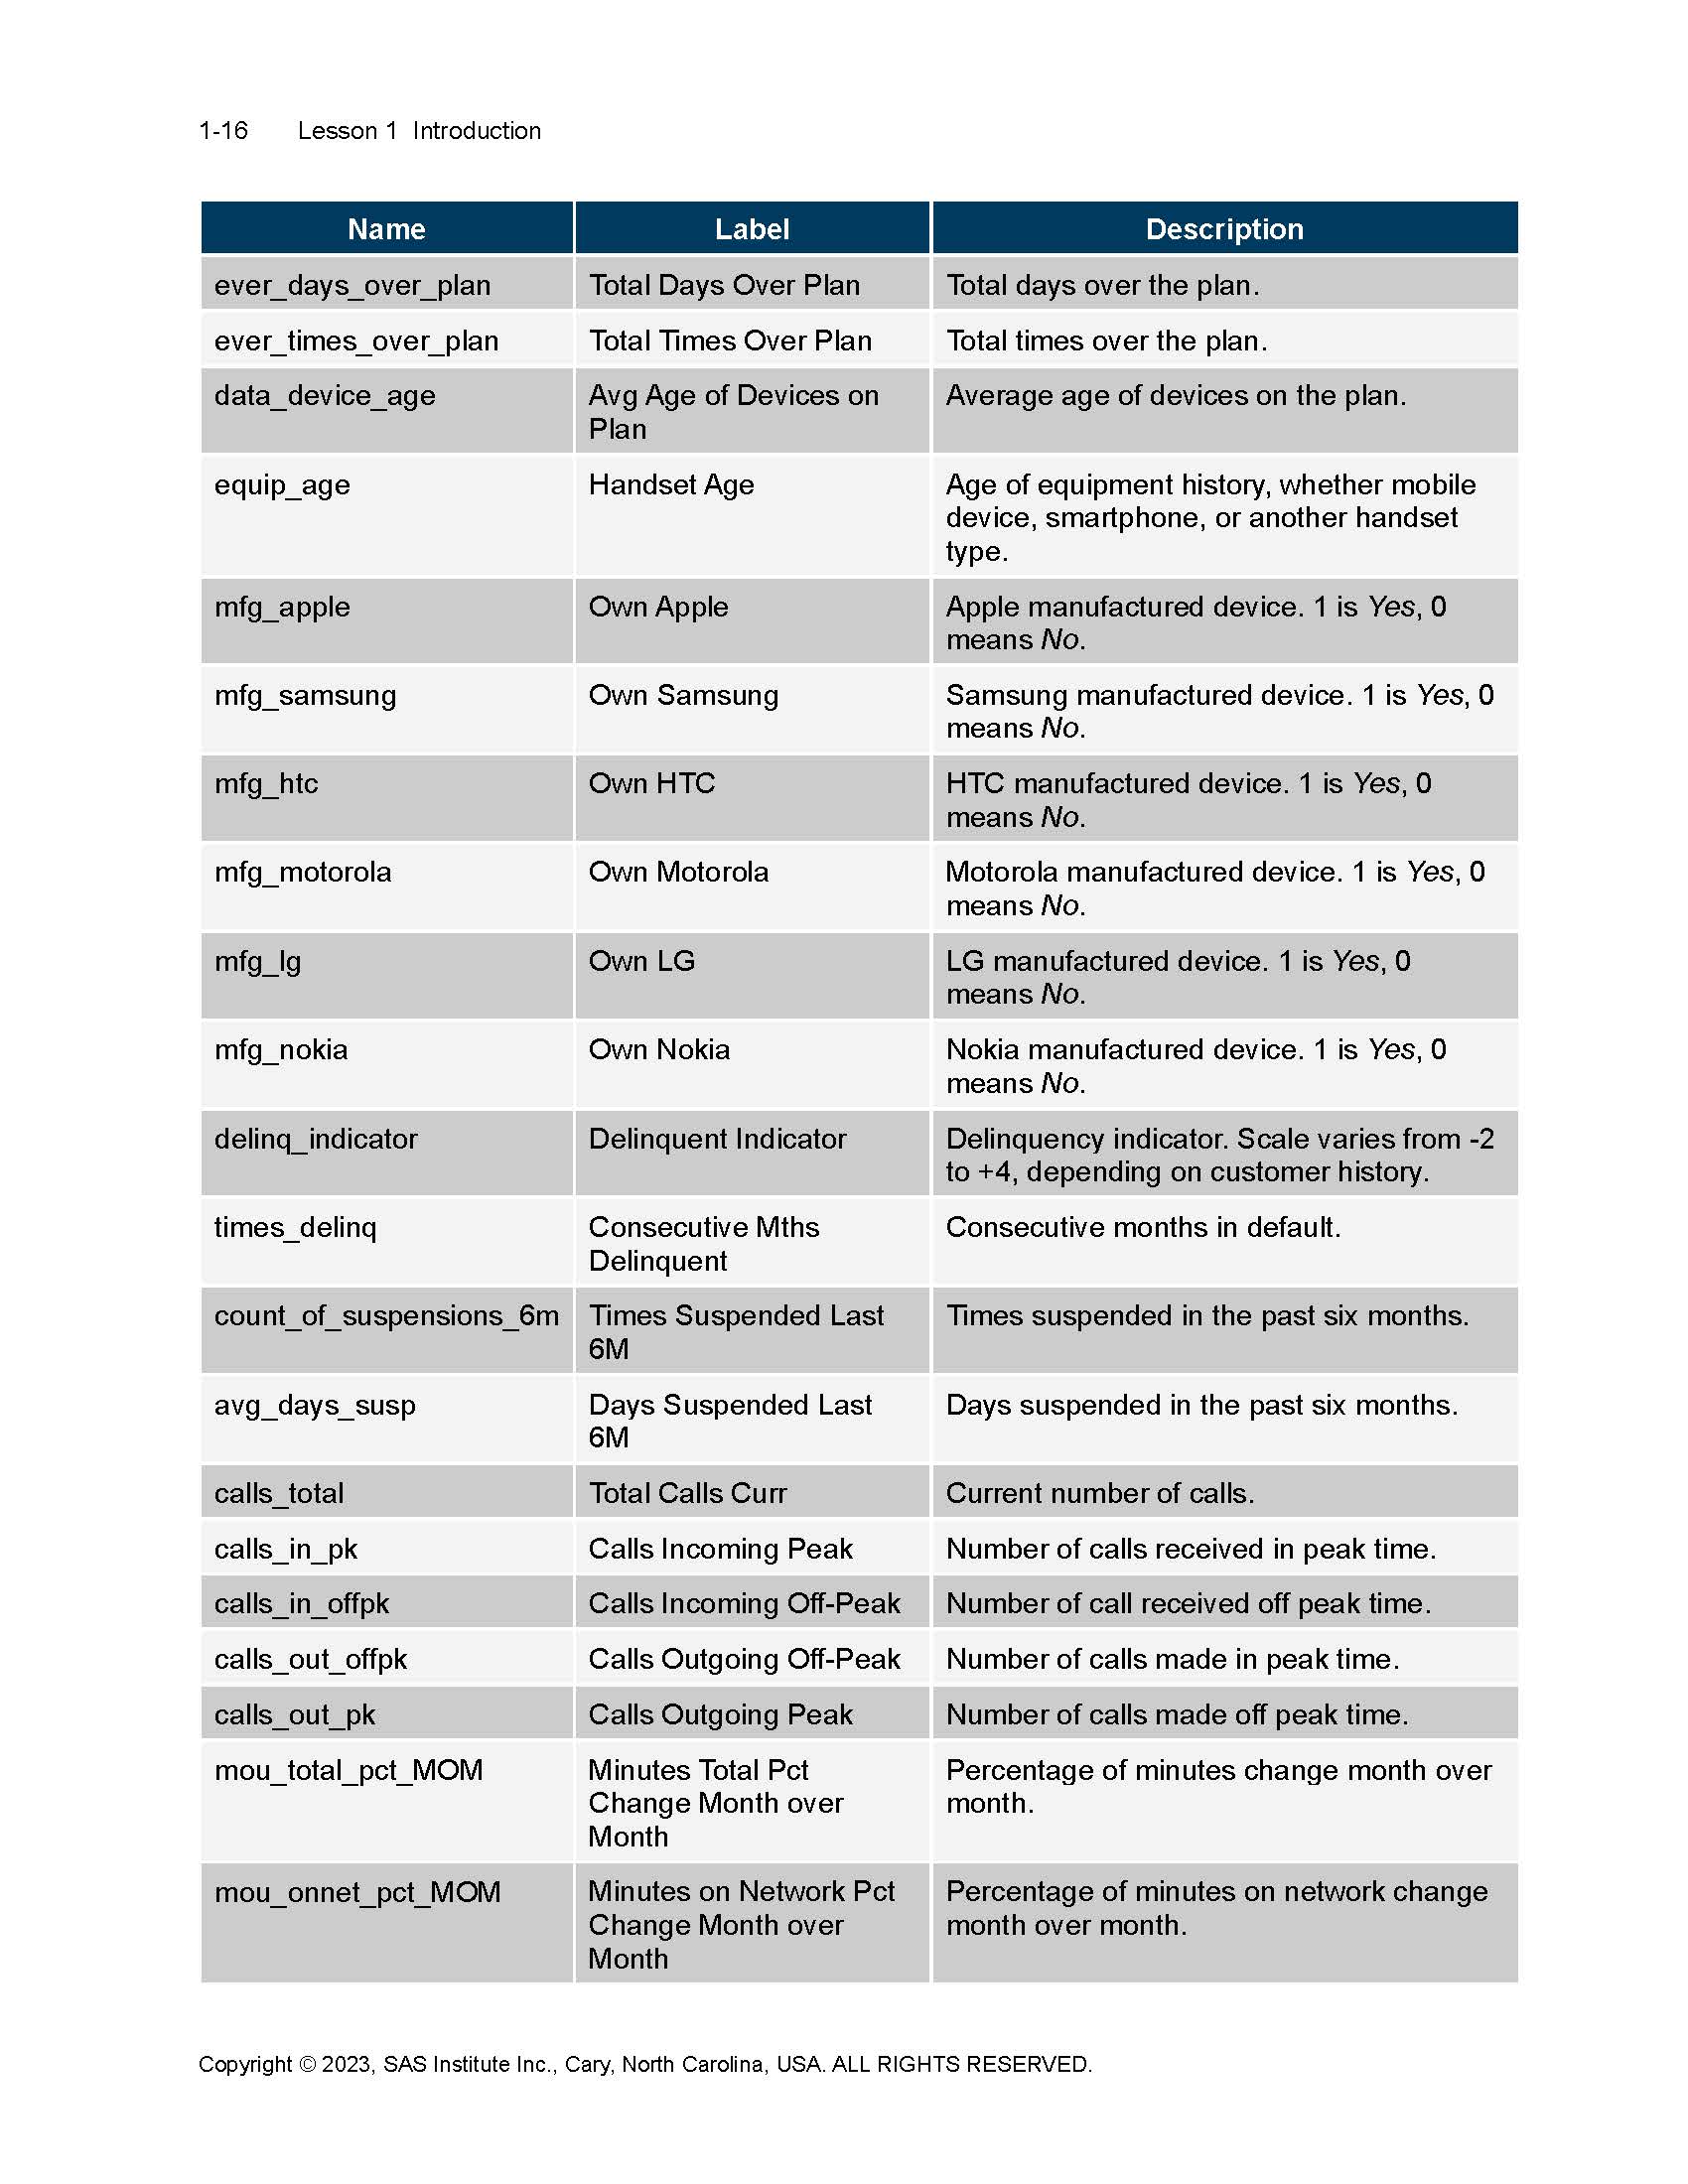 1-16 Lesson 1 Introduction
Name Label Description
ever_days_over_plan Total Days Over Plan Total days over the plan.
ever_times_over_plan Total Times Over Plan Total times over the plan.
data_device_age Avg Age of Devices on Average age of devices on the plan.
Plan
equip_age Handset Age Age of equipment history, whether mobile
device, smartphone, or another handset
type.
mfg_apple Own Apple Apple manufactured device. 1 is Yes, 0
means No.
mfg_samsung Own Samsung Samsung manufactured device. 1 is Yes, 0
means No.
mfg_htc Own HTC HTC manufactured device. 1 is Yes, 0
means No.
mfg_motorola Own Motorola Motorola manufactured device. 1 is Yes, 0
means No.
mfg_lg Own LG LG manufactured device. 1 is Yes, 0
means No.
mfg_nokia Own Nokia Nokia manufactured device. 1 is Yes, 0
means No.
delinq_indicator Delinquent Indicator Delinquency indicator. Scale varies from -2
to +4, depending on customer history.
times_delinq Consecutive Mths Consecutive months in default.
Delinquent
count_of_suspensions_6m Times Suspended Last Times suspended in the past six months.
6M
avg_days_susp Days Suspended Last Days suspended in the past six months.
6M
calls_total Total Calls Curr Current number of calls.
calls_in_pk Calls Incoming Peak Number of calls received in peak time.
calls_in_offpk Calls Incoming Off-Peak Number of call received off peak time.
calls_out_offpk Calls Outgoing Off-Peak Number of calls made in peak time.
calls_out_pk Calls Outgoing Peak Number of calls made off peak time.
mou_total_pct_MOM Minutes Total Pct Percentage of minutes change month over
Change Month over month.
Month
mou_onnet_pct_MOM Minutes on Network Pct Percentage of minutes on network change
Change Month over month over month.
Month
Copyright © 2023, SAS Institute Inc., Cary, North Carolina, USA. ALL RIGHTS RESERVED.